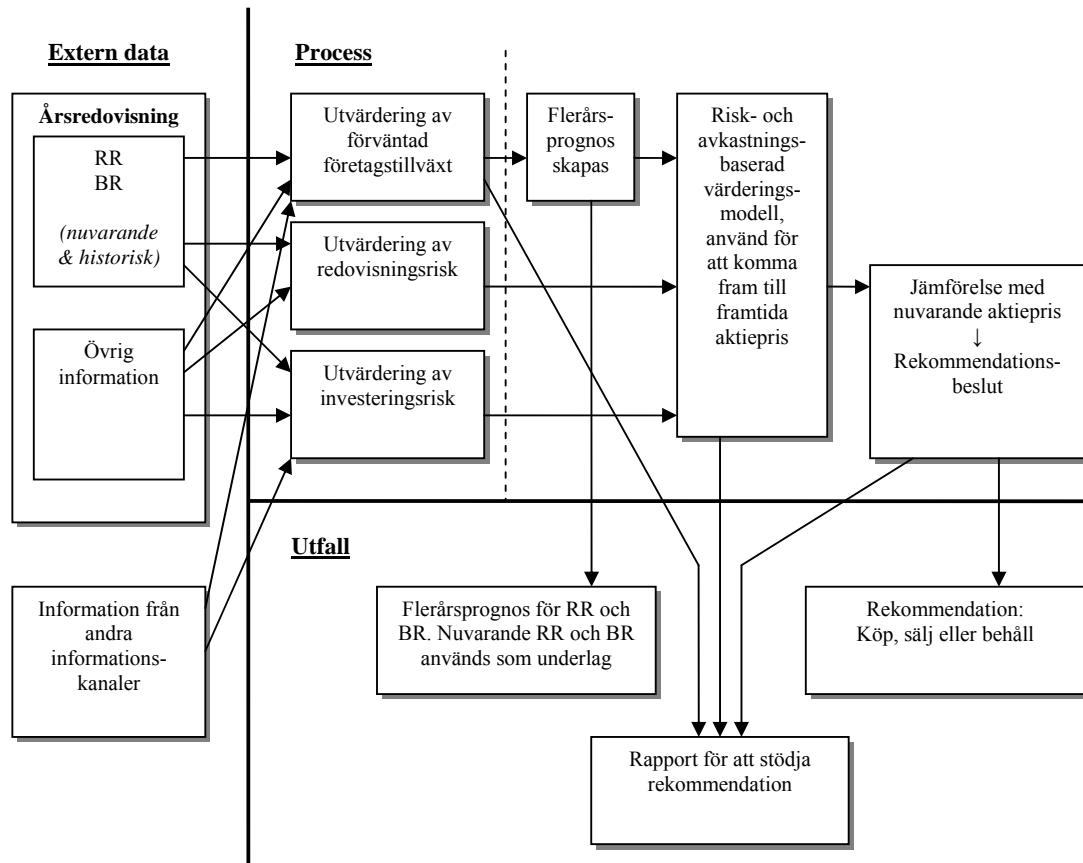 Extern data
Process
Årsredovisning
RR
BR
(nuvarande
& historisk)
Övrig
information
Information från
andra
informations-
kanaler
Utvärdering av
förväntad
företagstillväxt
Utvärdering av
redovisningsrisk
Utvärdering av
investeringsrisk
Flerårs-
prognos
skapas
Risk- och
avkastnings-
baserad
värderings-
modell,
använd för
att komma
fram till
framtida
aktiepris
Jämförelse med
nuvarande aktiepris
↓
Rekommendations-
beslut
Utfall
Flerårsprognos för RR och
BR. Nuvarande RR och BR
används som underlag
Rekommendation:
Köp, sälj eller behåll
Rapport för att stödja
rekommendation